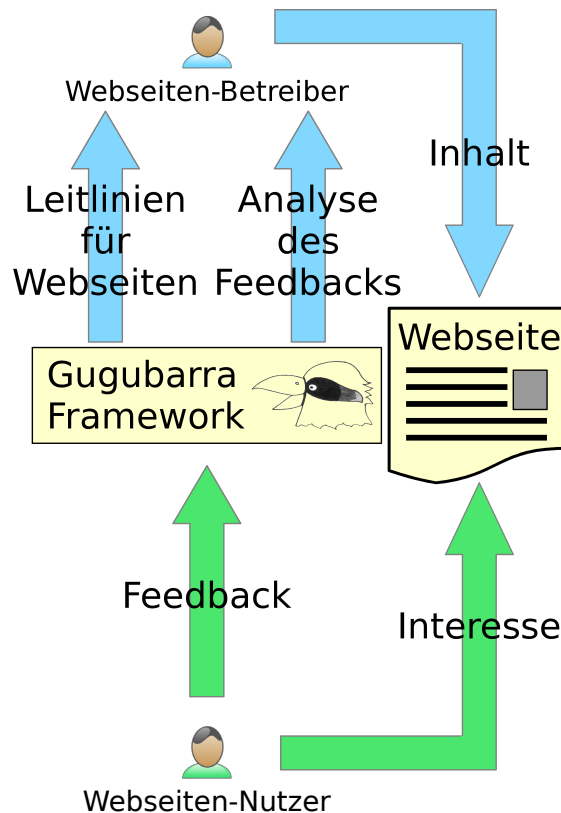 Webseiten-Betreiber
Inhalt
Leitlinien
für
Webseiten
Analyse
des
Feedbacks
Webseite
Gugubarra
Framework
Feedback
Interesse
Webseiten-Nutzer